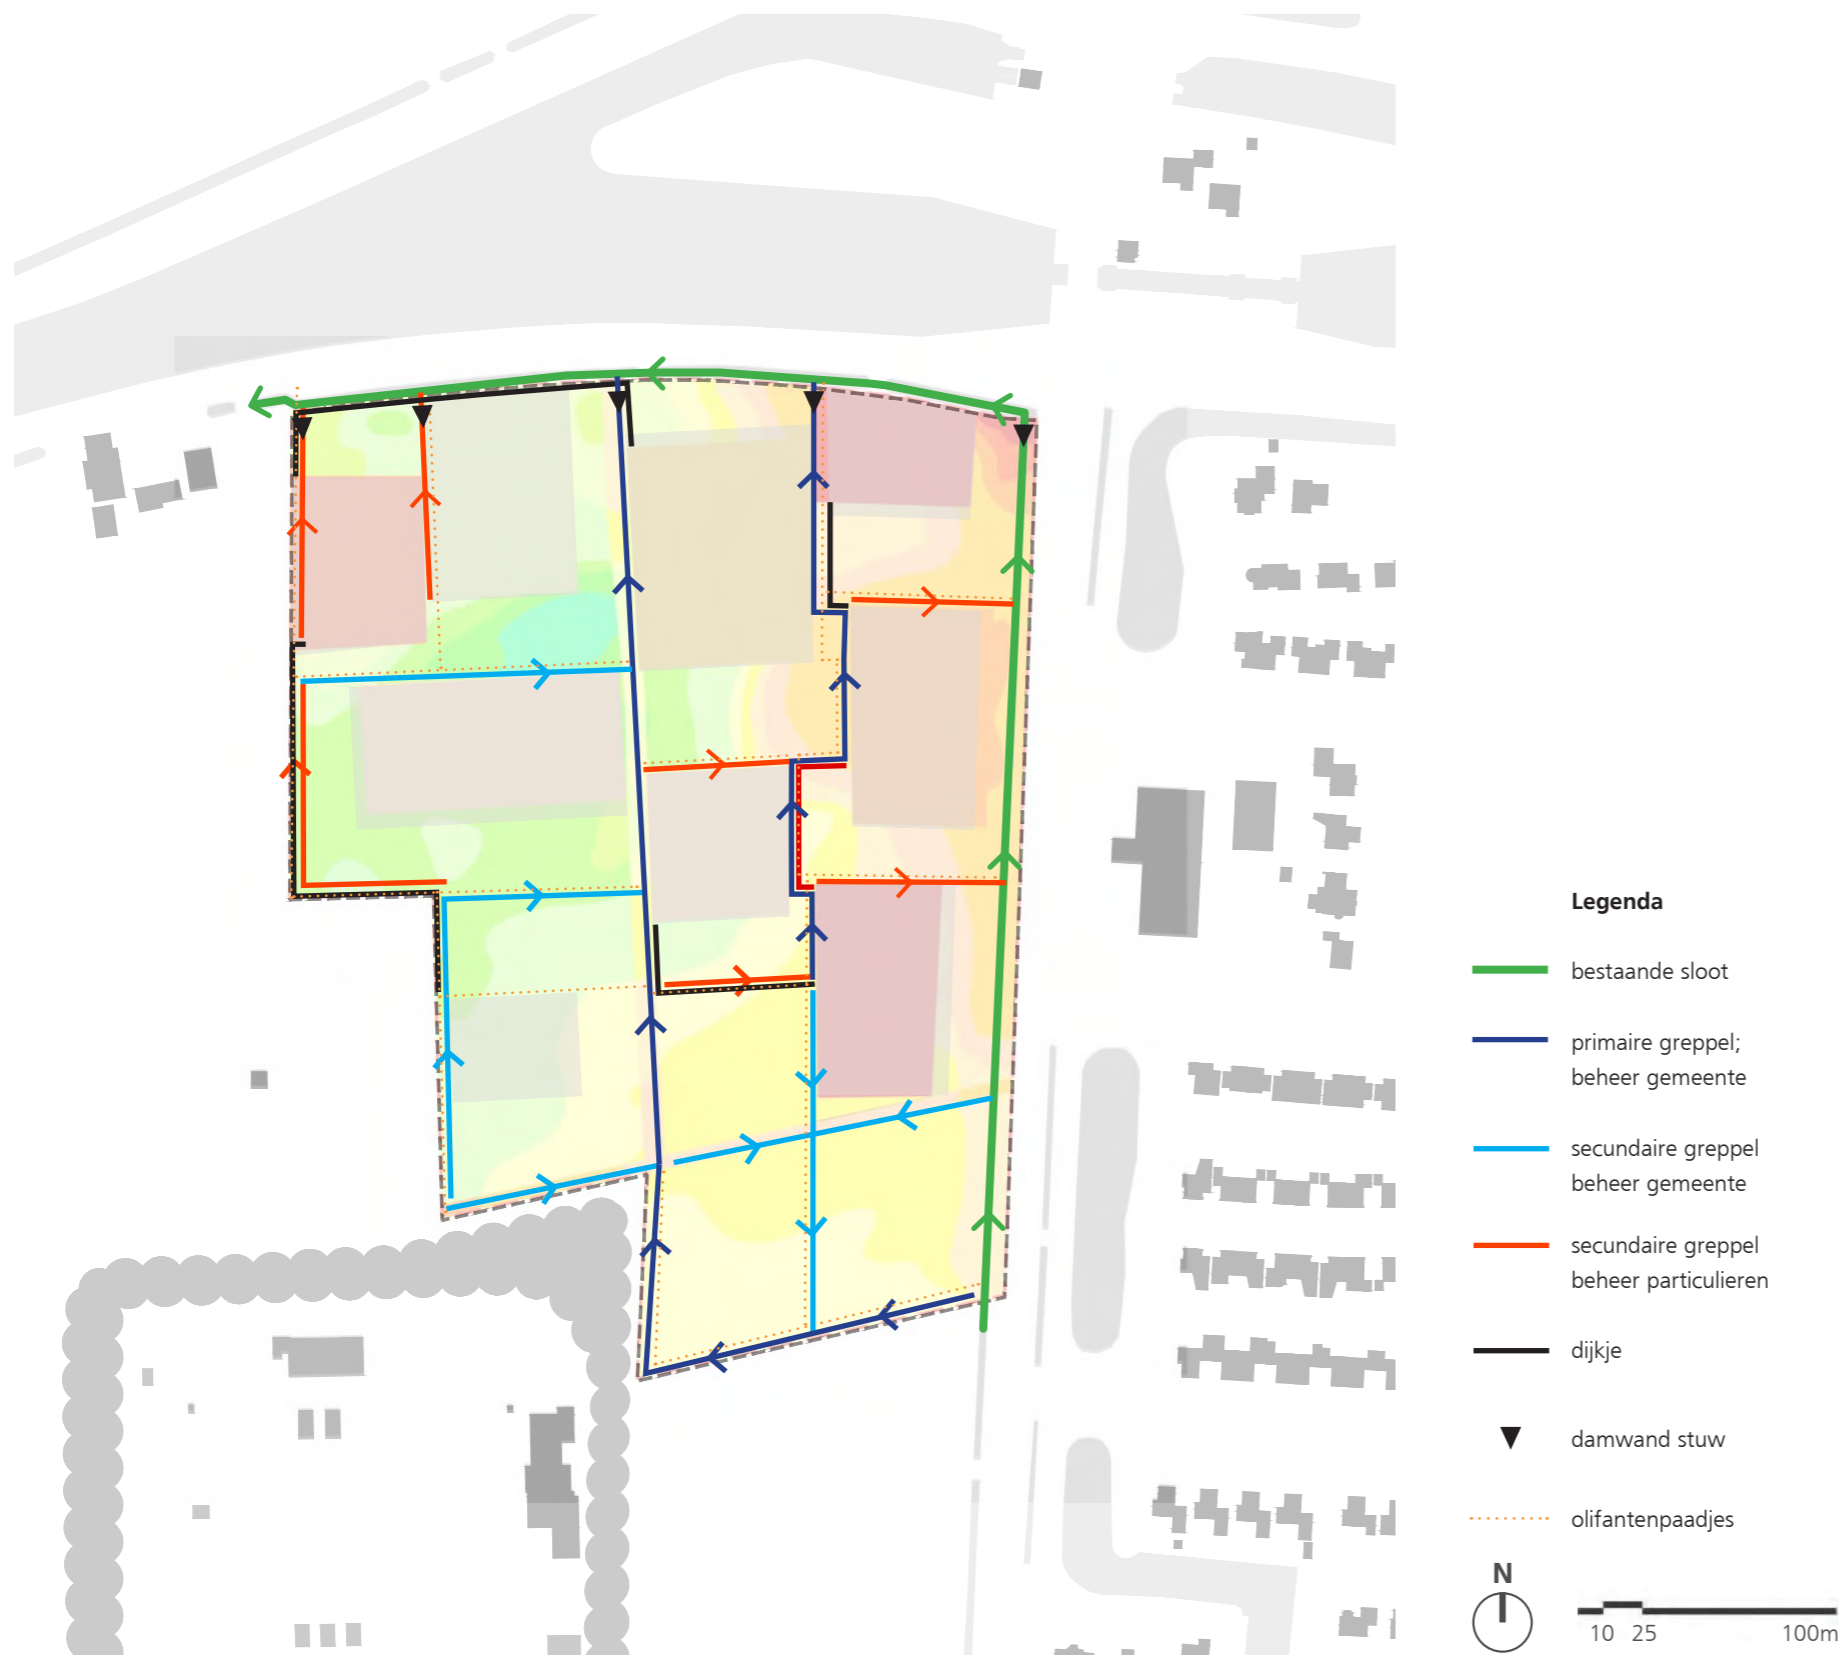 Legenda
bestaande sloot
primaire greppel;
beheer gemeente
secundaire greppel
beheer gemeente
secundaire greppel
beheer particulieren
dijkje
damwand stuw
olifantenpaadjes
N
10 25 100m